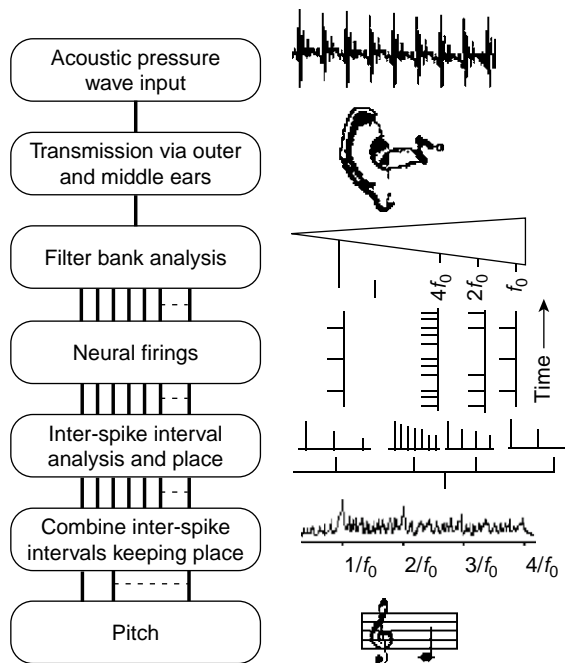 Acoustic pressure
wave input
Transmission via outer
and middle ears
Filter bank analysis
4f₀
2f₀
f₀
Neural firings
Time
Inter-spike interval
analysis and place
Combine inter-spike
intervals keeping place
1/f₀
2/f₀
3/f₀
4/f₀
Pitch